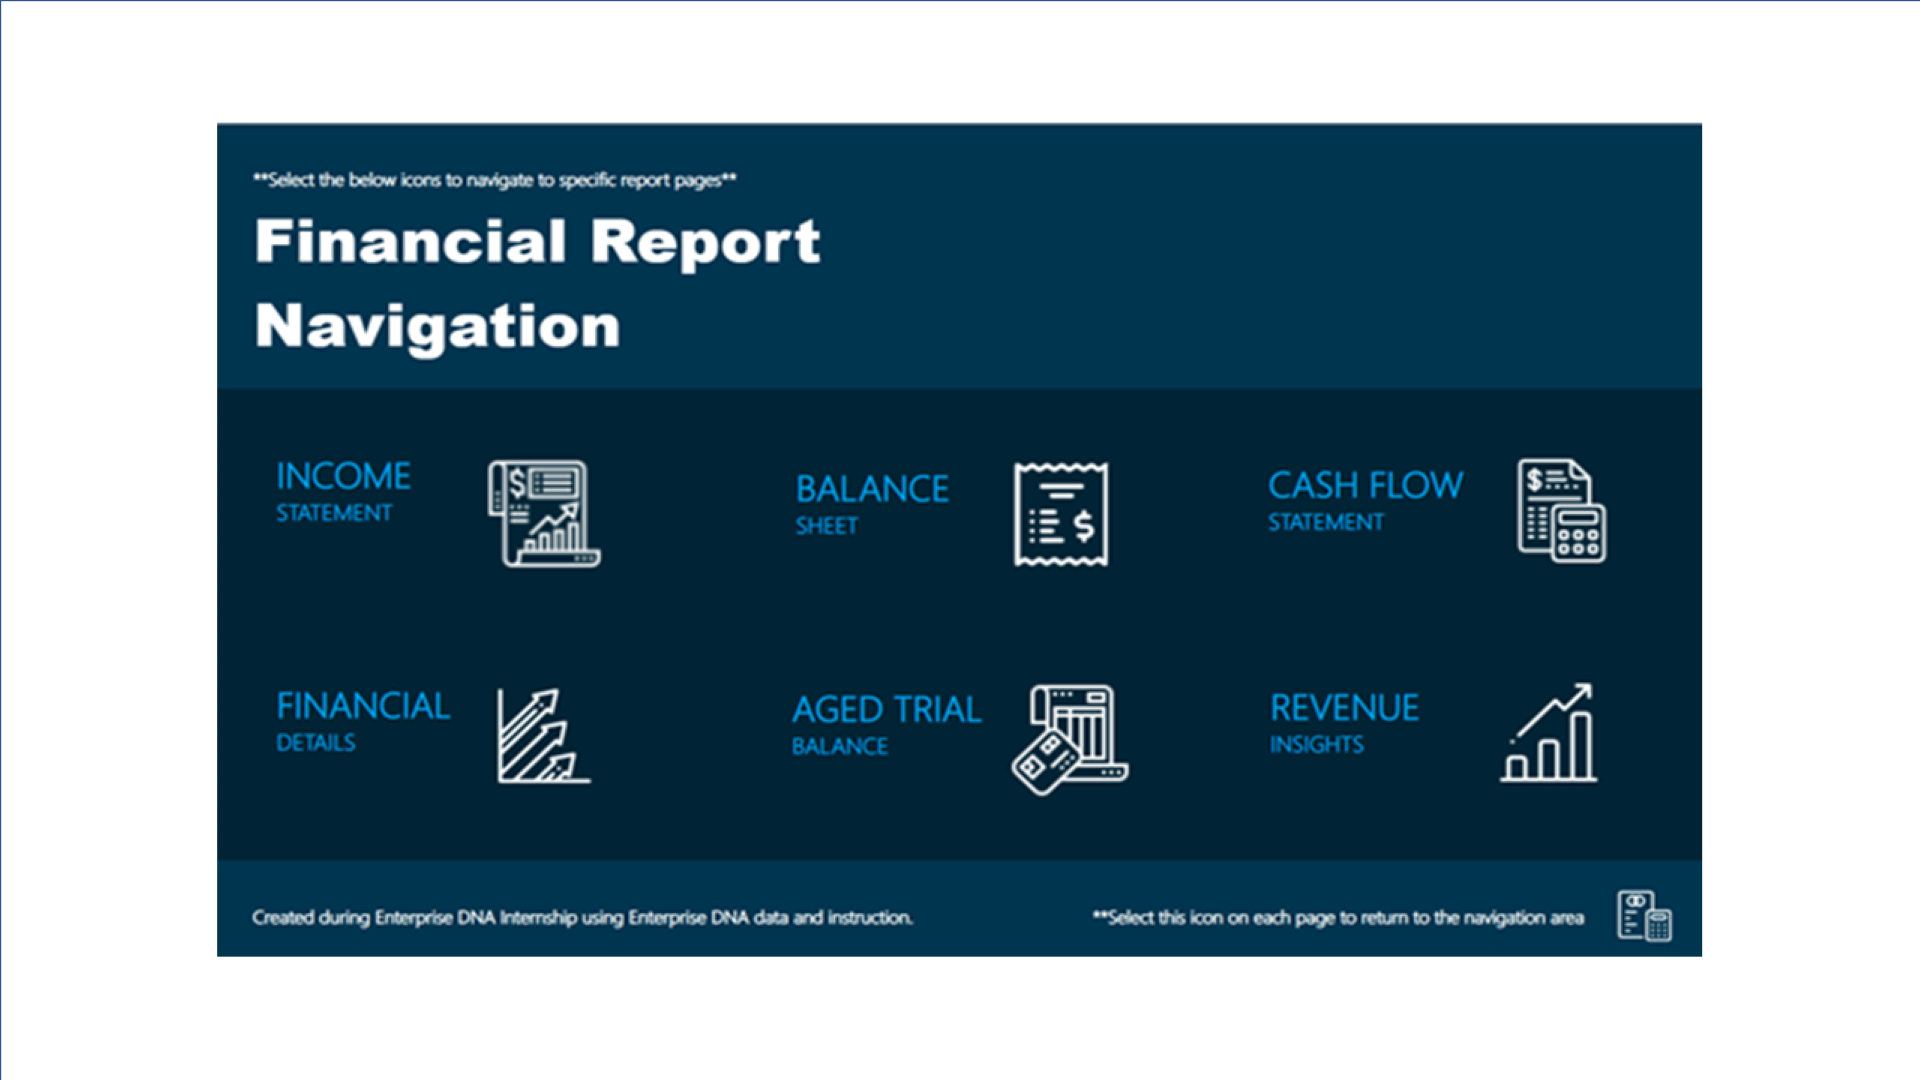 **Select the below icons to navigate to specific report pages**
Financial Report
Navigation
INCOME
STATEMENT
$
BALANCE
SHEET
$
CASH FLOW
STATEMENT
$
FINANCIAL
DETAILS
AGED TRIAL
BALANCE
REVENUE
INSIGHTS
Created during Enterprise DNA Internship using Enterprise DNA data and instruction.
**Select this icon on each page to return to the navigation area